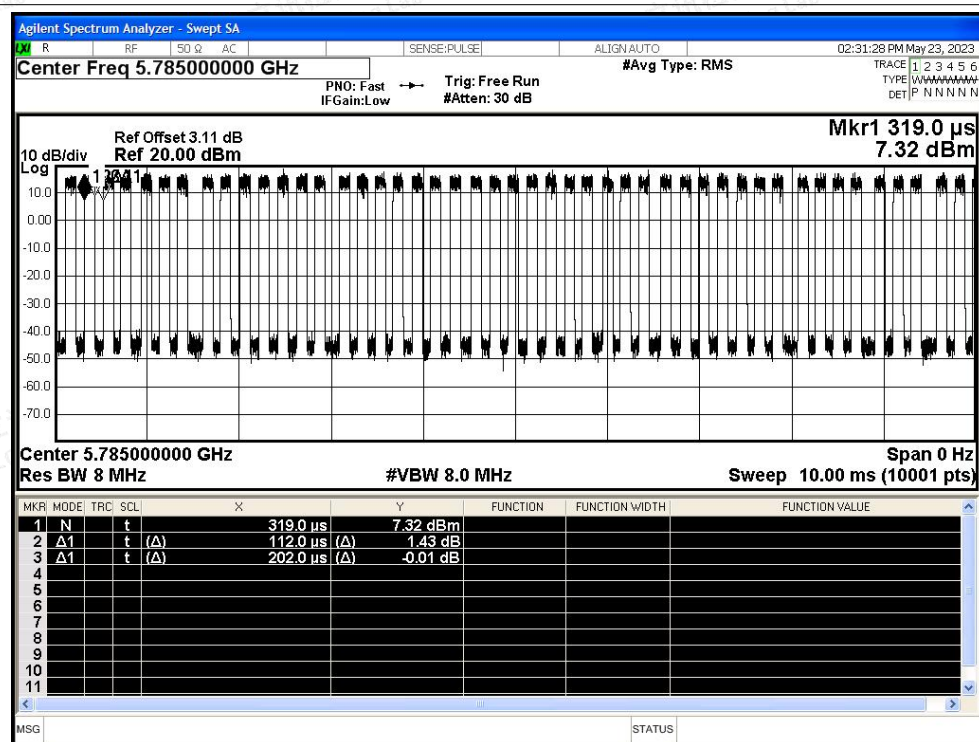 Agilent Spectrum Analyzer - Swept SA
LXI R RF 50 Ω AC SENSE:PULSE ALIGN AUTO 02:31:28 PM May 23, 2023
Center Freq 5.785000000 GHz #Avg Type: RMS TRACE 1 2 3 4 5 6
PNO: Fast Trig: Free Run TYPE W
IFGain:Low #Atten: 30 dB DET P N N N N N
Mkr1 319.0 µs
Ref Offset 3.11 dB
10 dB/div Ref 20.00 dBm 7.32 dBm
Log
10.0
0.00
-10.0
-20.0
-30.0
-40.0
-50.0
-60.0
-70.0
Center 5.785000000 GHz Span 0 Hz
Res BW 8 MHz #VBW 8.0 MHz Sweep 10.00 ms (10001 pts)
MKR MODE TRC SCL X Y FUNCTION FUNCTION WIDTH FUNCTION VALUE
1 N t 319.0 µs 7.32 dBm
2 Δ1 t (Δ) 112.0 µs (Δ) 1.43 dB
3 Δ1 t (Δ) 202.0 µs (Δ) -0.01 dB
4
5
6
7
8
9
10
11
MSG STATUS